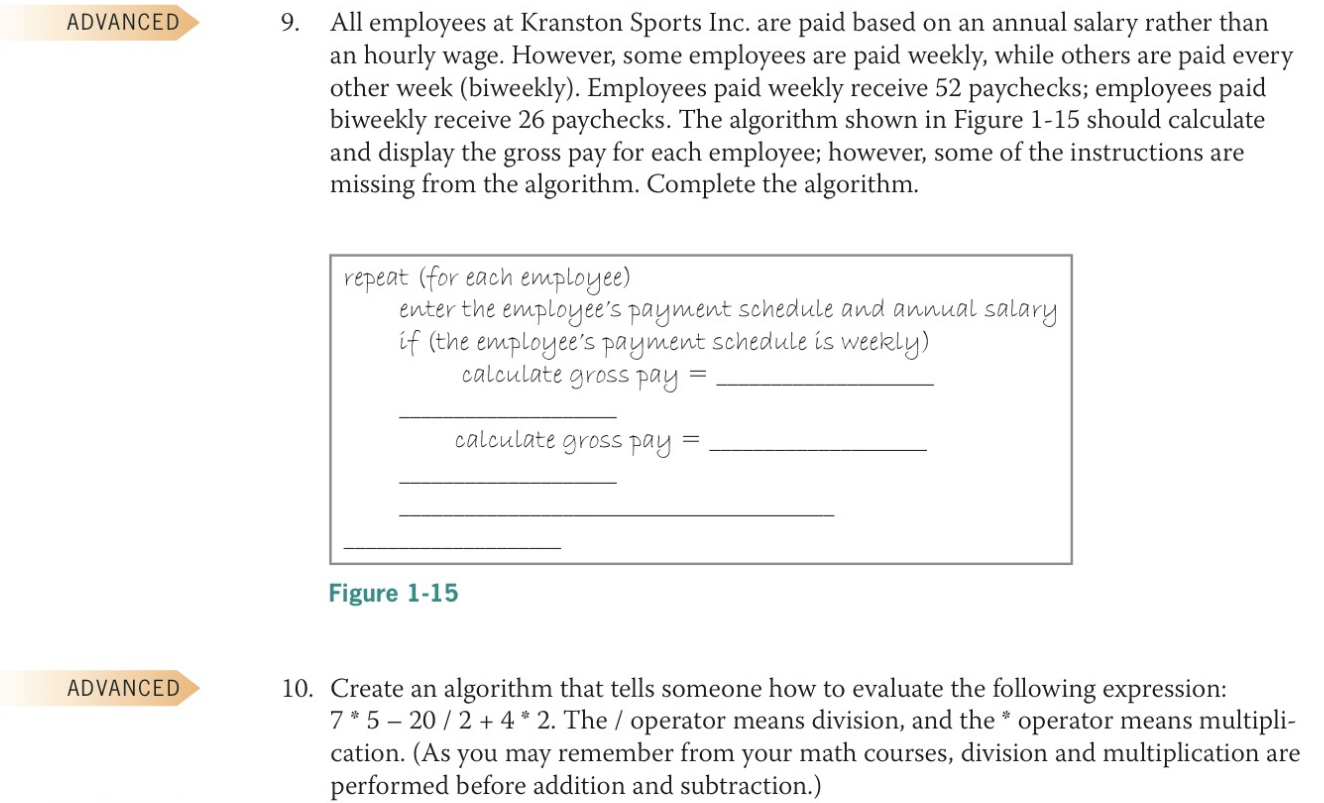 ADVANCED
9. All employees at Kranston Sports Inc. are paid based on an annual salary rather than
an hourly wage. However, some employees are paid weekly, while others are paid every
other week (biweekly). Employees paid weekly receive 52 paychecks; employees paid
biweekly receive 26 paychecks. The algorithm shown in Figure 1-15 should calculate
and display the gross pay for each employee; however, some of the instructions are
missing from the algorithm. Complete the algorithm.
repeat (for each employee)
enter the employee's payment schedule and annual salary
if (the employee's payment schedule is weekly)
calculate gross pay = ____________________
____________________
calculate gross pay = ____________________
____________________
________________________________________
____________________
Figure 1-15
ADVANCED
10. Create an algorithm that tells someone how to evaluate the following expression:
7 * 5 – 20 / 2 + 4 * 2. The / operator means division, and the * operator means multipli-
cation. (As you may remember from your math courses, division and multiplication are
performed before addition and subtraction.)